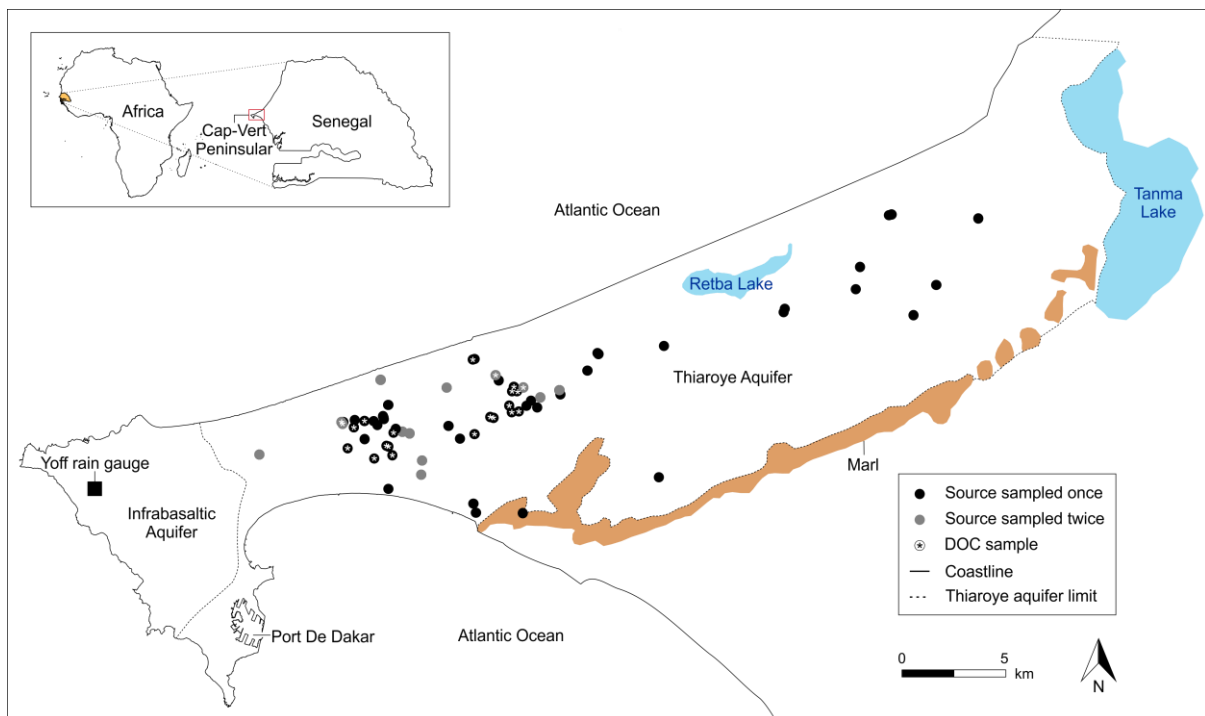 Africa
Cap-Vert
Peninsular
Senegal
Atlantic Ocean
Tanma
Lake
Retba Lake
Thiaroye Aquifer
Yoff rain gauge
Infrabasaltic
Aquifer
Marl
Port De Dakar
Atlantic Ocean
Source sampled once
Source sampled twice
DOC sample
Coastline
Thiaroye aquifer limit
0 5
km
N